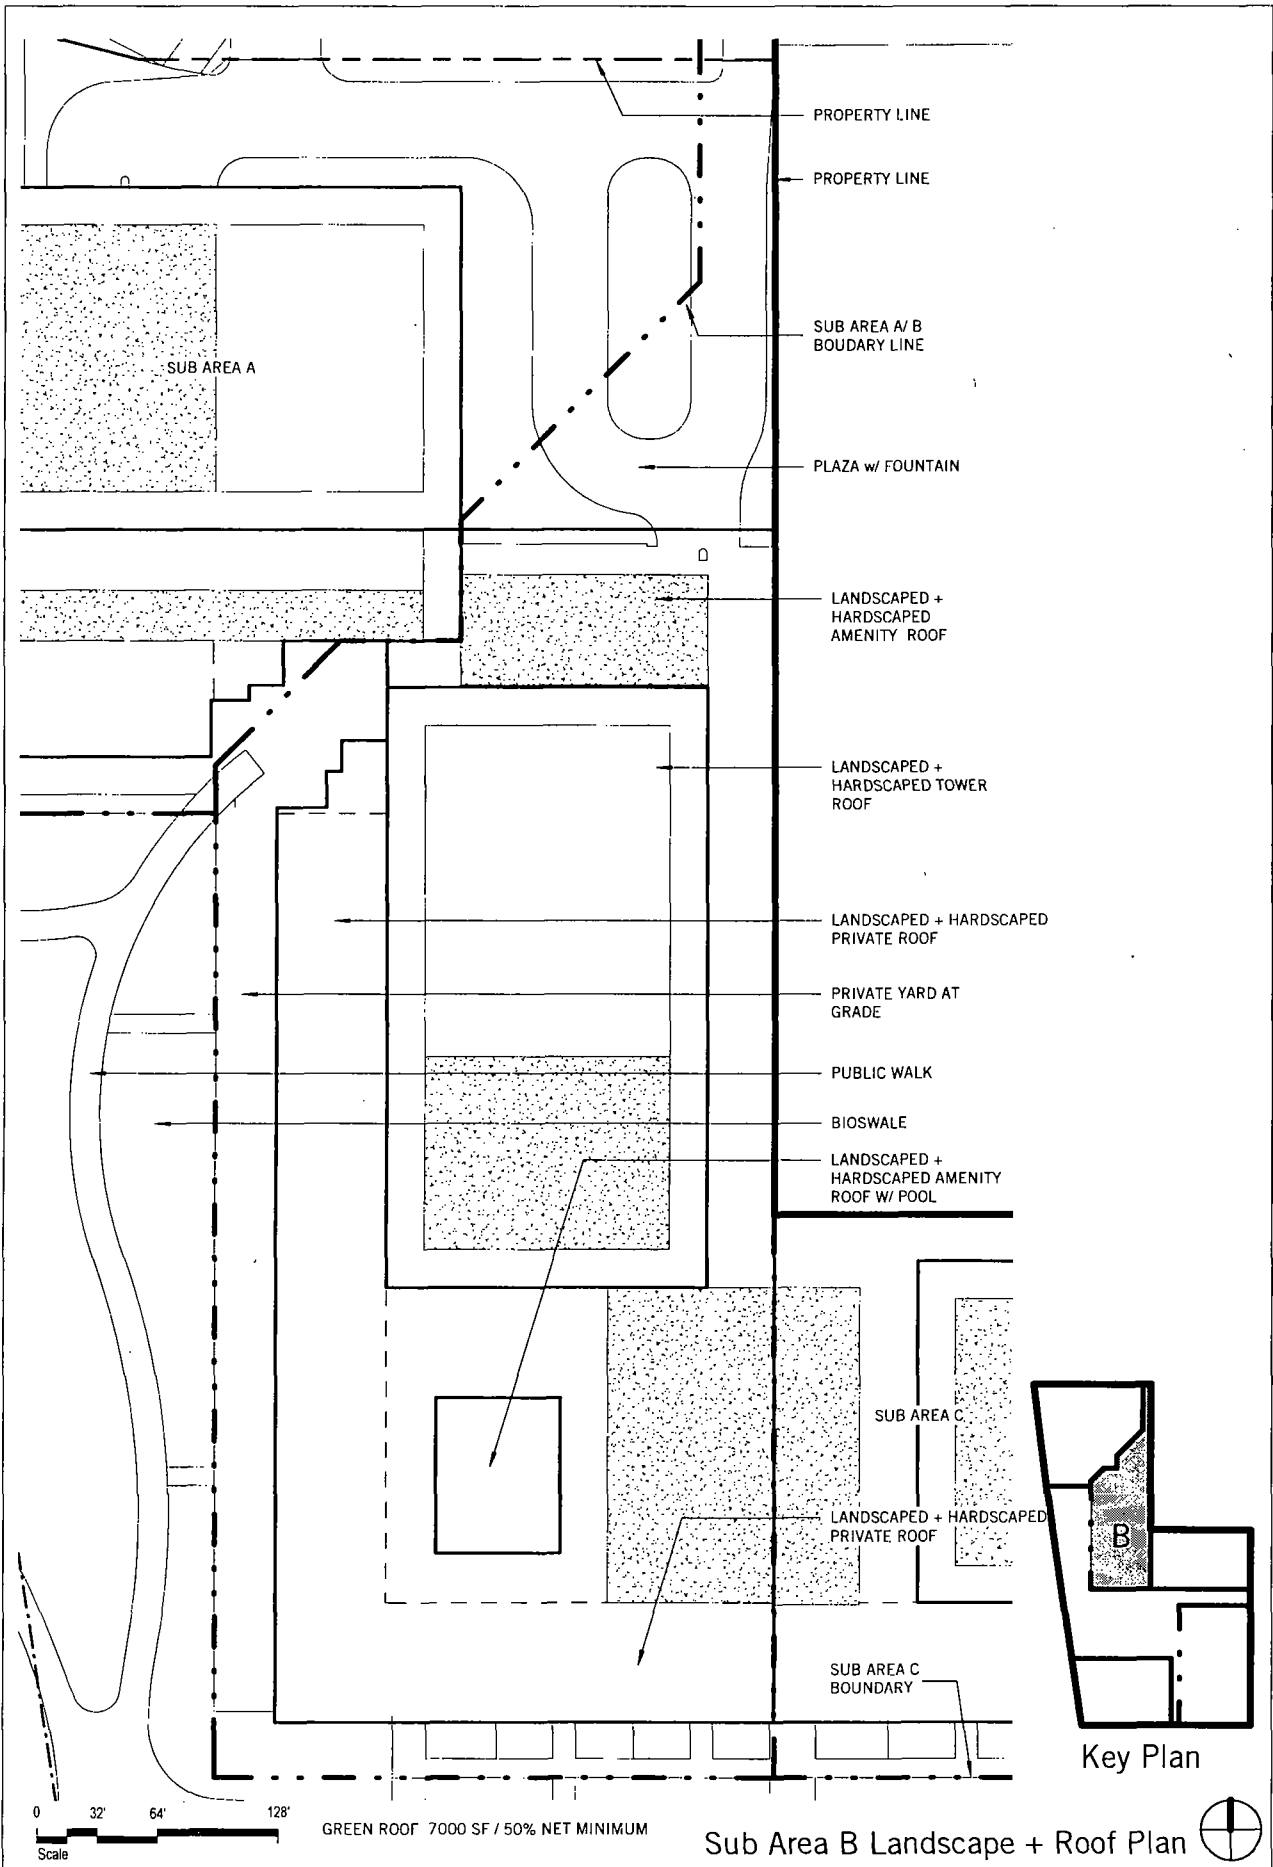 PROPERTY LINE
PROPERTY LINE
SUB AREA A/ B
BOUDARY LINE
SUB AREA A
PLAZA w/ FOUNTAIN
LANDSCAPED +
HARDSCAPED
AMENITY ROOF
LANDSCAPED +
HARDSCAPED TOWER
ROOF
LANDSCAPED + HARDSCAPED
PRIVATE ROOF
PRIVATE YARD AT
GRADE
PUBLIC WALK
BIOSWALE
LANDSCAPED +
HARDSCAPED AMENITY
ROOF W/ POOL
SUB AREA C
LANDSCAPED + HARDSCAPED
PRIVATE ROOF
B
SUB AREA C
BOUNDARY
Key Plan
0 32' 64' 128'
Scale
GREEN ROOF 7000 SF / 50% NET MINIMUM
Sub Area B Landscape + Roof Plan